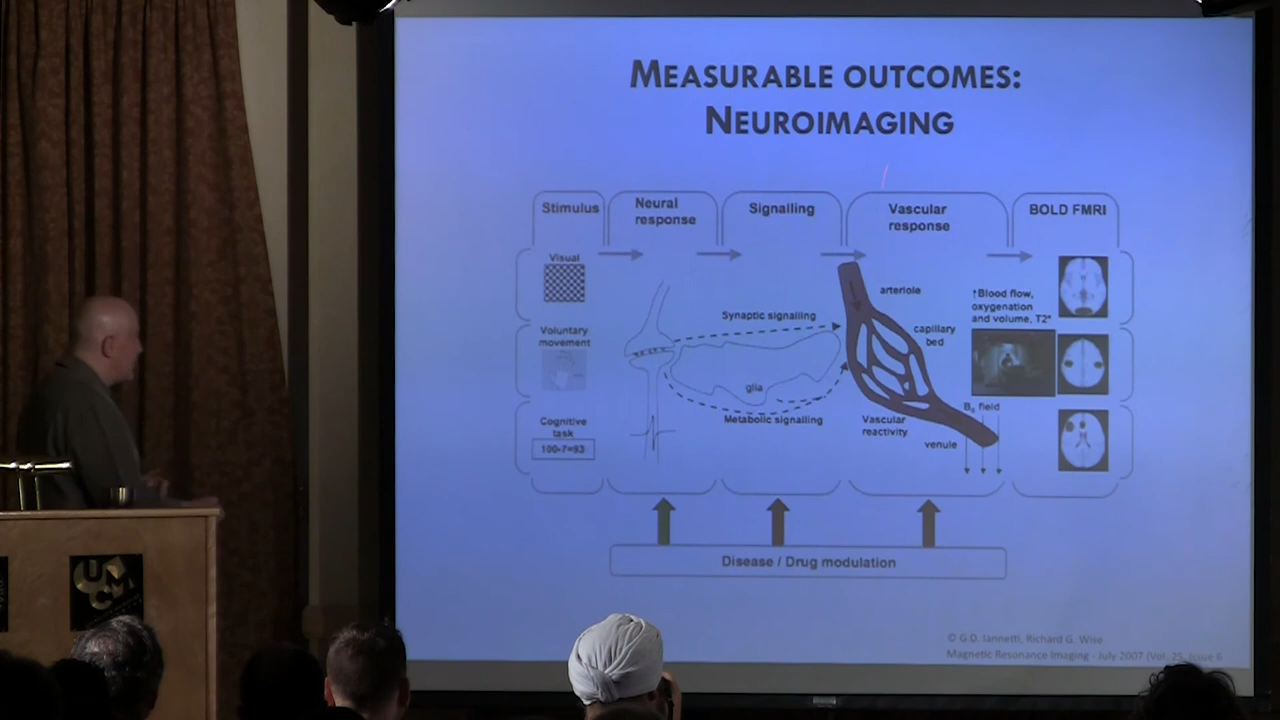 MEASURABLE OUTCOMES:
NEUROIMAGING
Stimulus
Neural
response
Signalling
Vascular
response
BOLD FMRI
Visual
Voluntary
movement
Cognitive
task
100-7=93
Synaptic signalling
glia
Metabolic signalling
arteriole
capillary
bed
Vascular
reactivity
venule
↑Blood flow,
oxygenation
and volume, T2*
B₀ field
Disease / Drug modulation
© G.D. Iannetti, Richard G. Wise
Magnetic Resonance Imaging - July 2007 (Vol. 25, Issue 6
UMCM